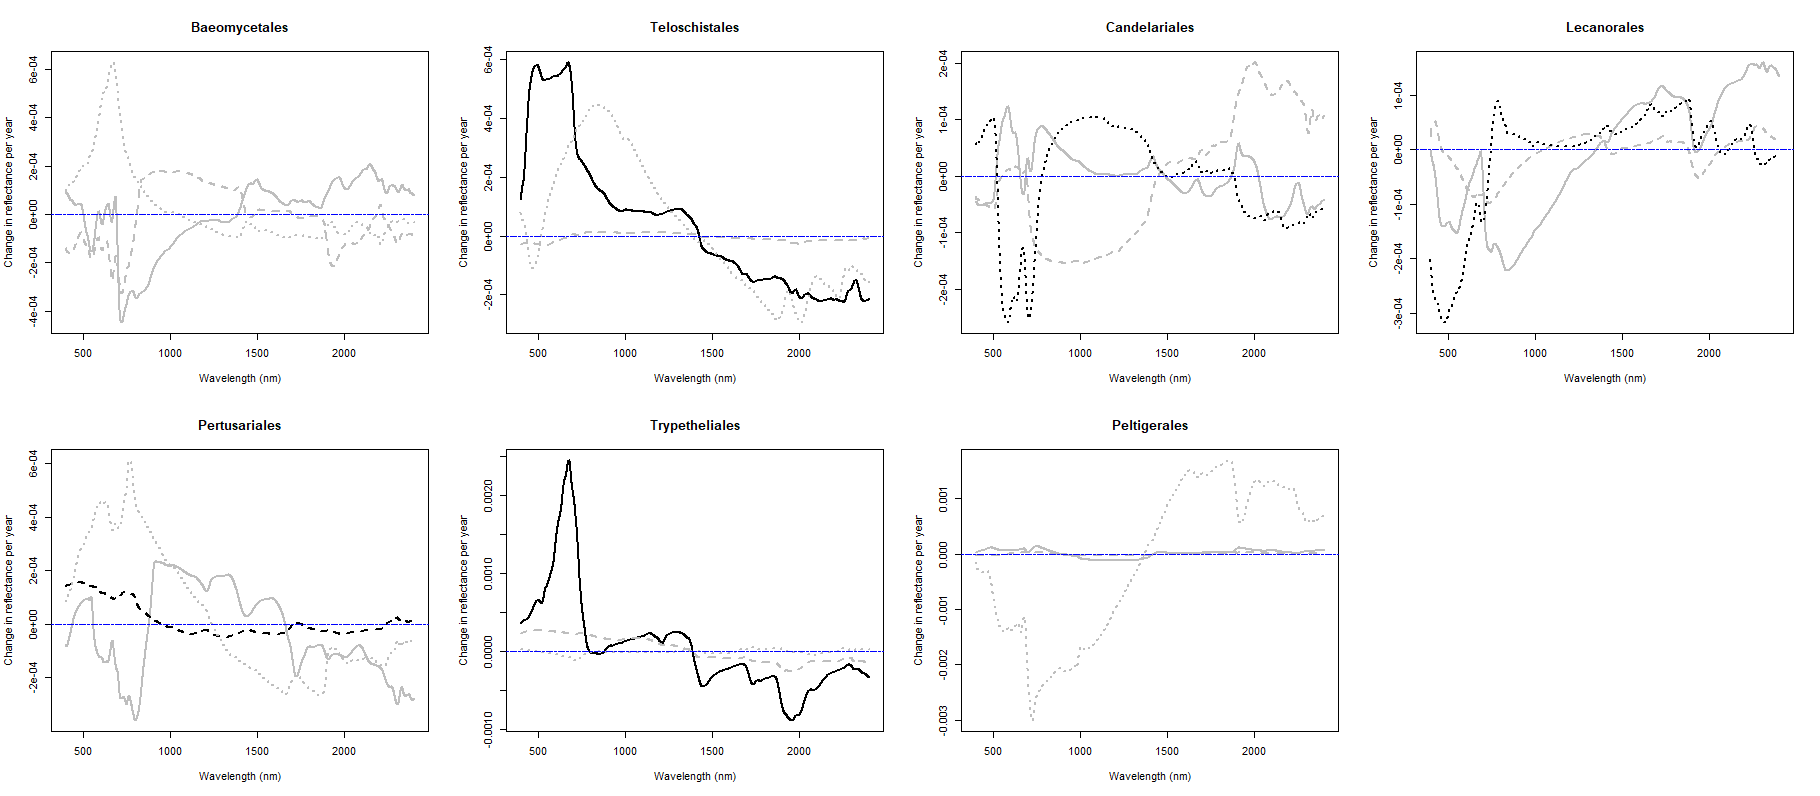 Baeomycetales
Change in reflectance per year
-4e-04 -2e-04 0e+00 2e-04 4e-04 6e-04
500 1000 1500 2000
Wavelength (nm)
Teloschistales
Change in reflectance per year
-2e-04 0e+00 2e-04 4e-04 6e-04
500 1000 1500 2000
Wavelength (nm)
Candelariales
Change in reflectance per year
-2e-04 -1e-04 0e+00 1e-04 2e-04
500 1000 1500 2000
Wavelength (nm)
Lecanorales
Change in reflectance per year
-3e-04 -2e-04 -1e-04 0e+00 1e-04
500 1000 1500 2000
Wavelength (nm)
Pertusariales
Change in reflectance per year
-2e-04 0e+00 2e-04 4e-04 6e-04
500 1000 1500 2000
Wavelength (nm)
Trypetheliales
Change in reflectance per year
-0.0010 0.0000 0.0010 0.0020
500 1000 1500 2000
Wavelength (nm)
Peltigerales
Change in reflectance per year
-0.003 -0.002 -0.001 0.000 0.001
500 1000 1500 2000
Wavelength (nm)